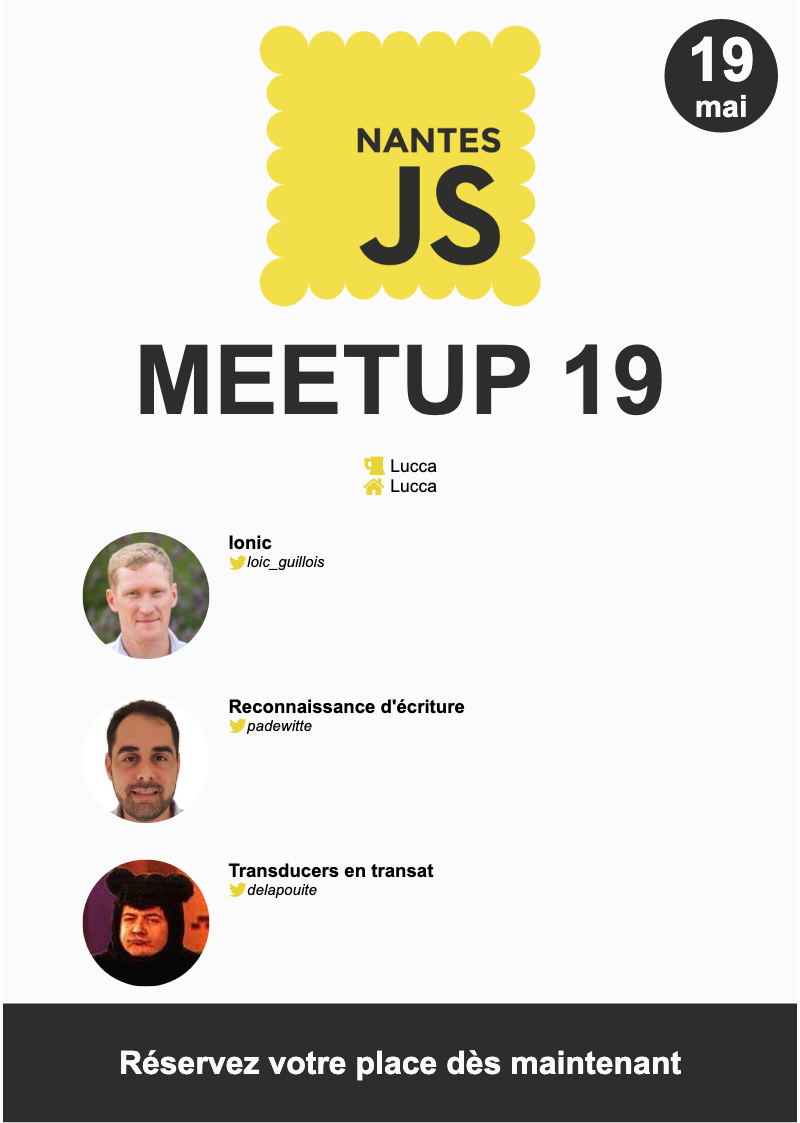 19
mai
NANTES
JS
MEETUP 19
Lucca
Lucca
Ionic
loic_guillois
Reconnaissance d'écriture
padewitte
Transducers en transat
delapouite
Réservez votre place dès maintenant